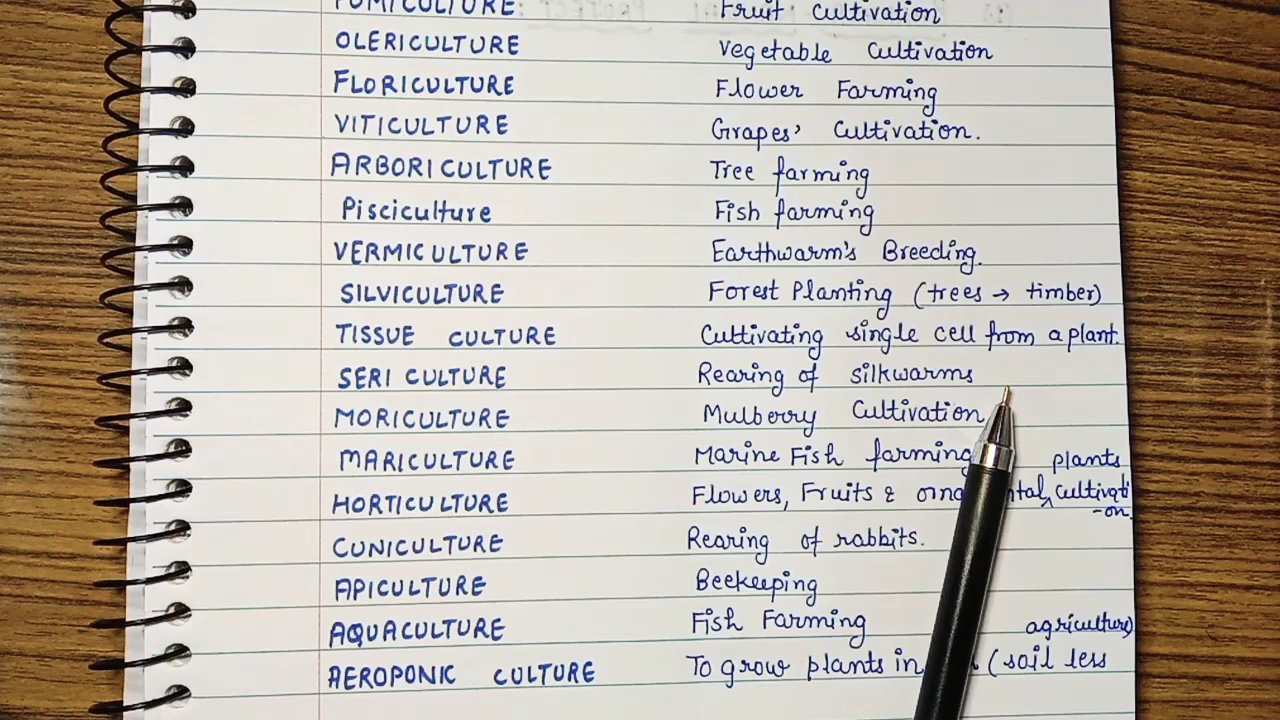 POMICULTURE Fruit Cultivation
OLERICULTURE Vegetable Cultivation
FLORICULTURE Flower Farming
VITICULTURE Grapes' Cultivation.
ARBORICULTURE Tree farming
Pisciculture Fish farming
VERMICULTURE Earthwarm's Breeding.
SILVICULTURE Forest Planting (trees → timber)
TISSUE CULTURE Cultivating single cell from a plant.
SERICULTURE Rearing of silkwarms
MORICULTURE Mulberry Cultivation
MARICULTURE Marine Fish farming
plants
HORTICULTURE Flowers, Fruits & ornamental ^ cultivati
-on.
CUNICULTURE Rearing of rabbits.
APICULTURE Beekeeping
AQUACULTURE Fish Farming
agriculture)
AEROPONIC CULTURE To grow plants in (soil less